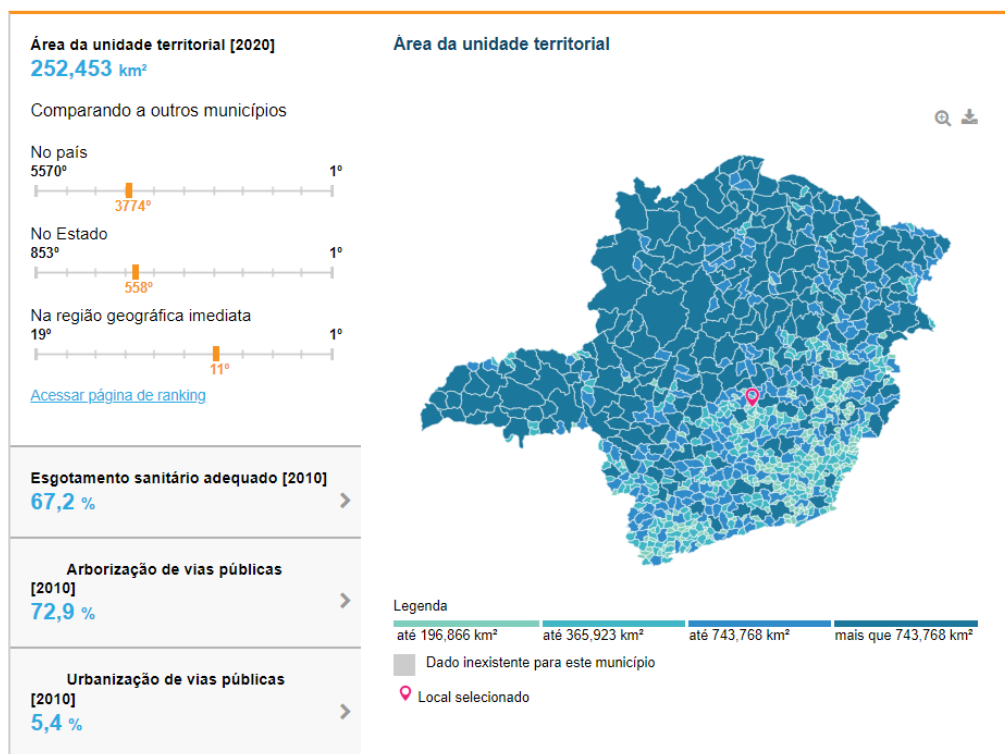 Área da unidade territorial [2020]
252,453 km²
Comparando a outros municípios
No país
5570º 1º
3774º
No Estado
853º 1º
558º
Na região geográfica imediata
19º 1º
11º
Acessar página de ranking
Esgotamento sanitário adequado [2010]
67,2 %
Arborização de vias públicas
[2010]
72,9 %
Urbanização de vias públicas
[2010]
5,4 %
Área da unidade territorial
Legenda
até 196,866 km² até 365,923 km² até 743,768 km² mais que 743,768 km²
Dado inexistente para este município
Local selecionado